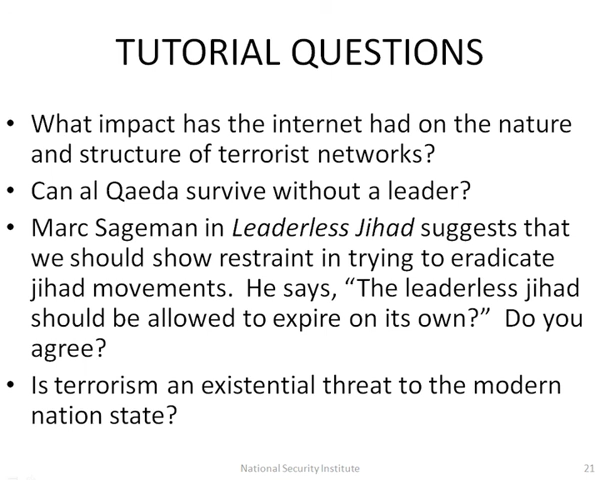 TUTORIAL QUESTIONS
• What impact has the internet had on the nature
and structure of terrorist networks?
• Can al Qaeda survive without a leader?
• Marc Sageman in Leaderless Jihad suggests that
we should show restraint in trying to eradicate
jihad movements.  He says, “The leaderless jihad
should be allowed to expire on its own?”  Do you
agree?
• Is terrorism an existential threat to the modern
nation state?
National Security Institute
21